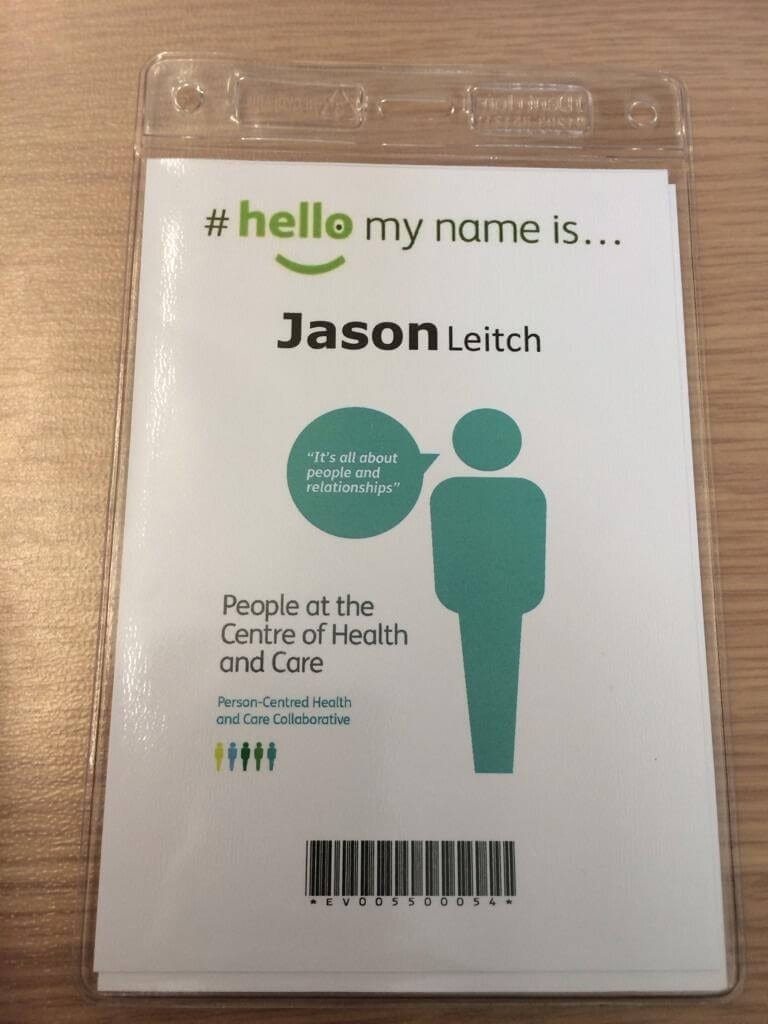 #hello my name is...
Jason Leitch
"It's all about
people and
relationships"
People at the
Centre of Health
and Care
Person-Centred Health
and Care Collaborative
*EV005500054*